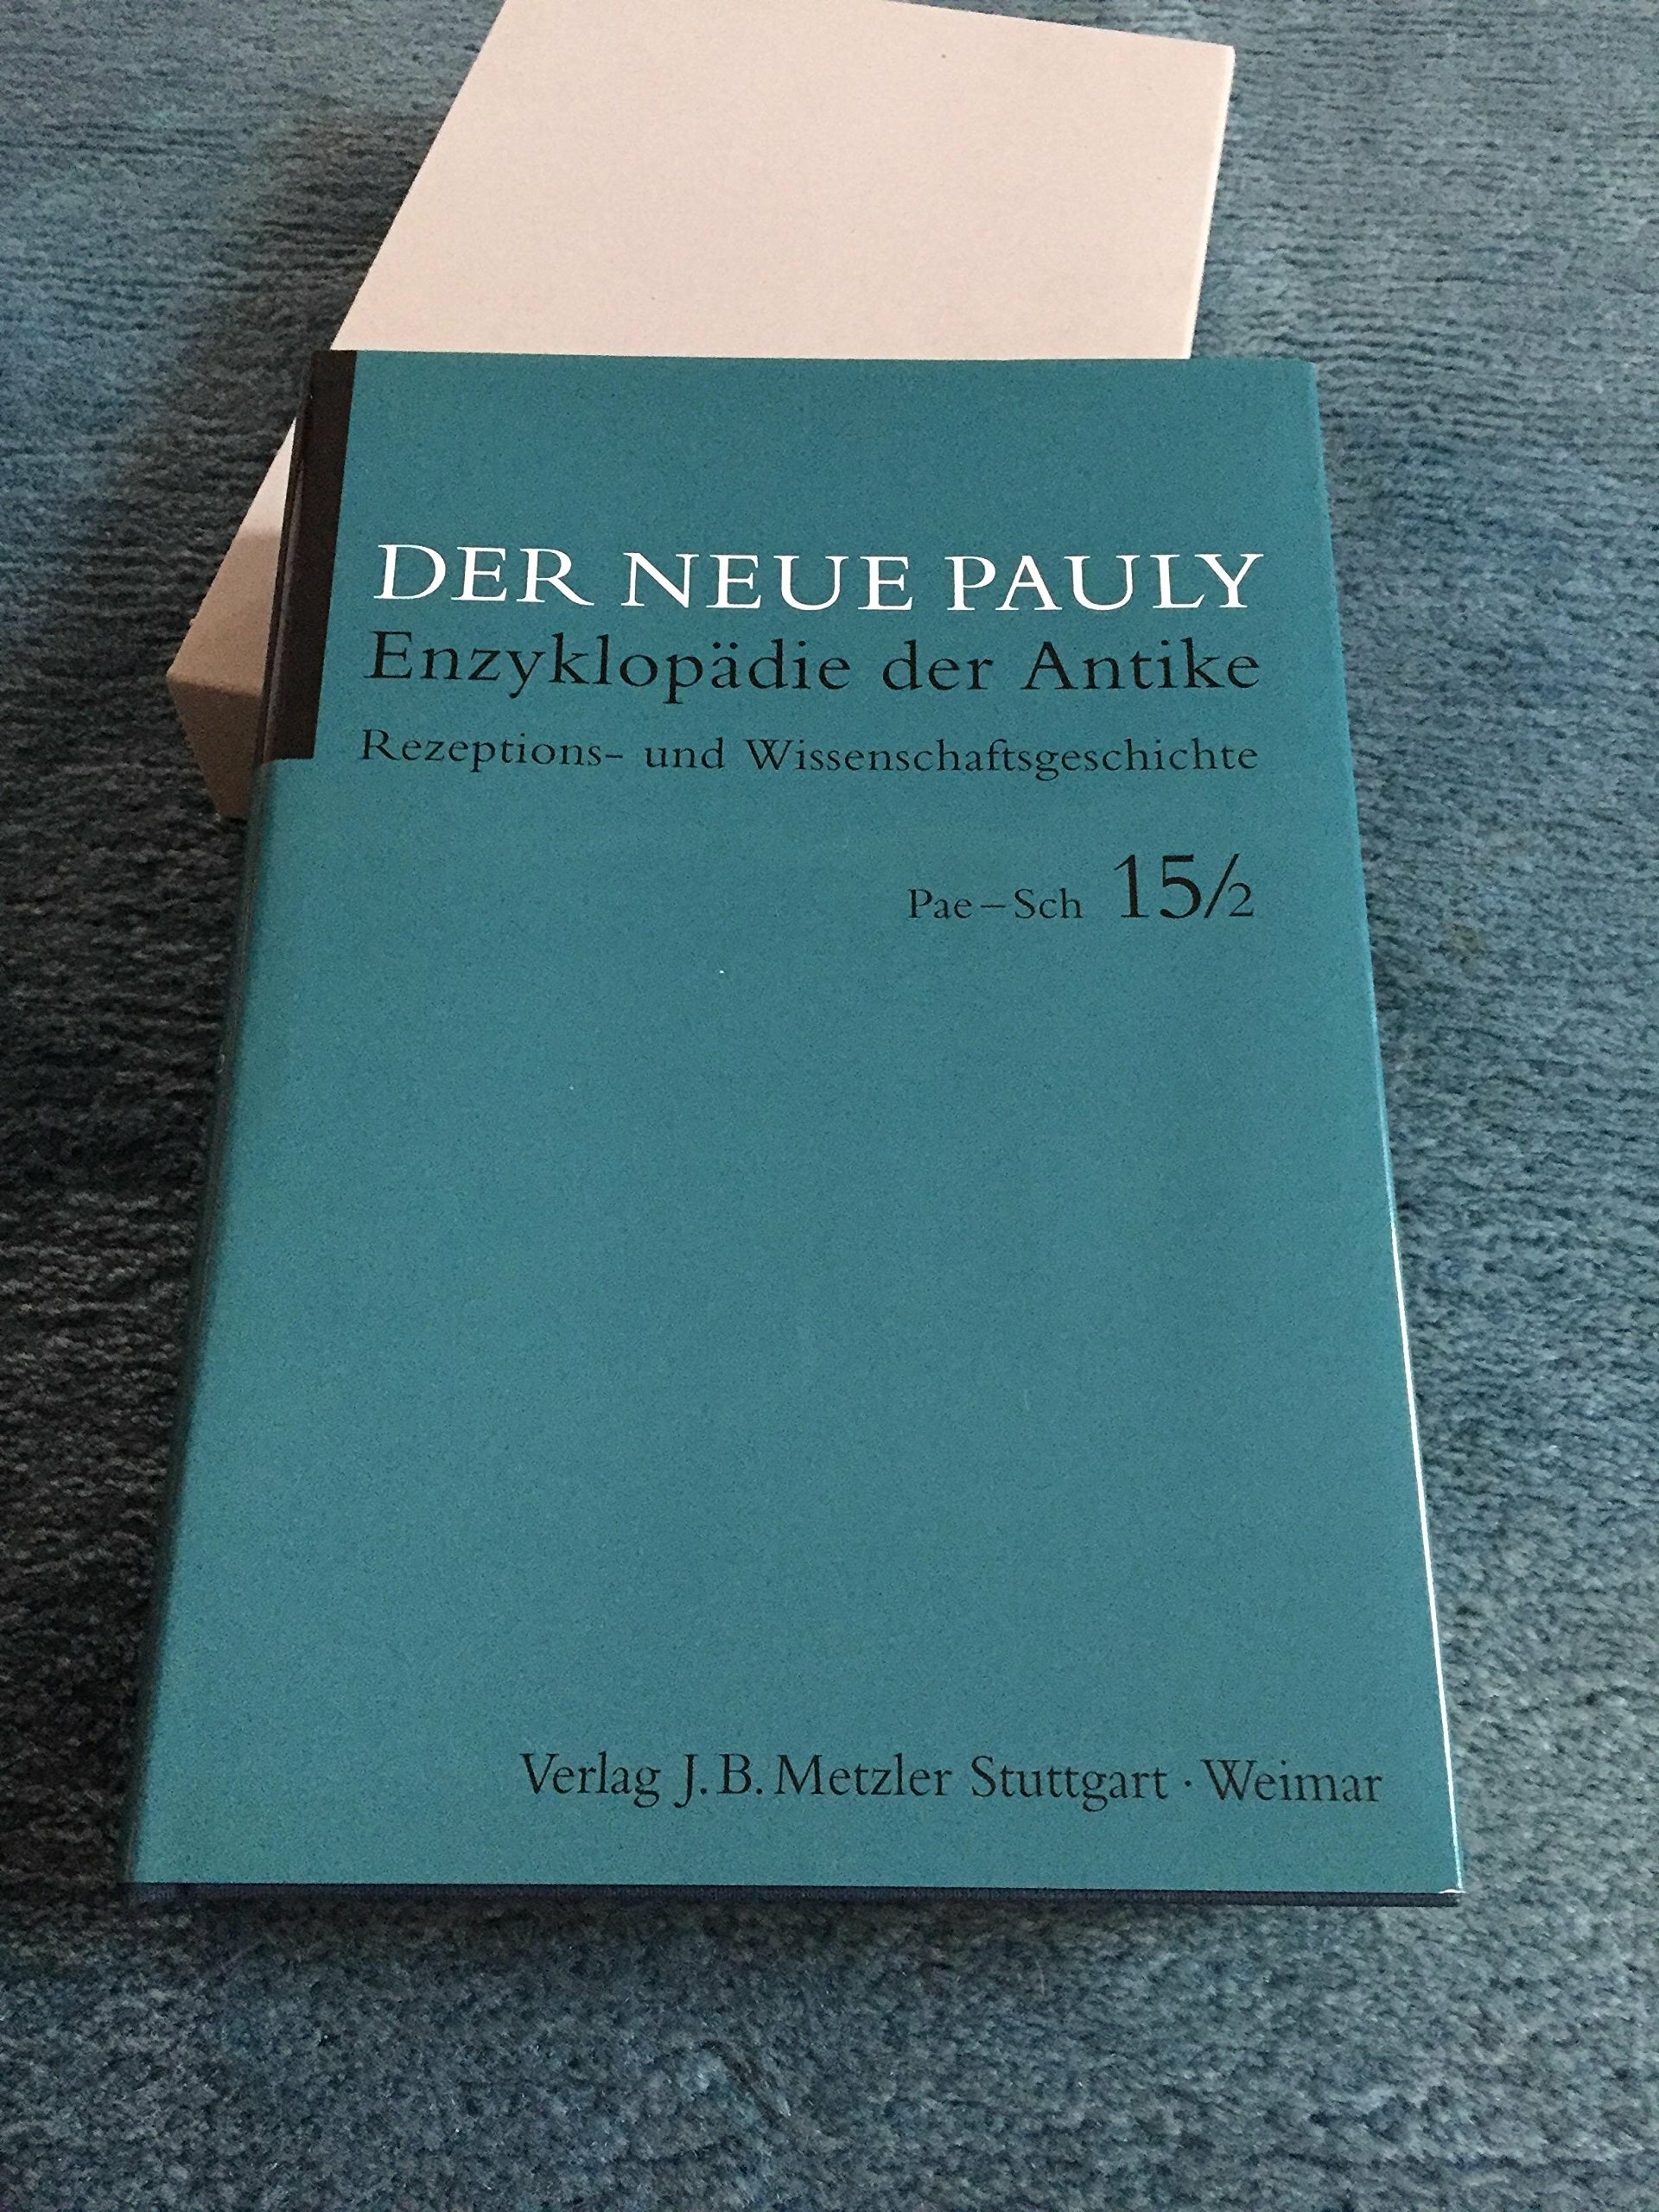 DER NEUE PAULY
Enzyklopädie der Antike
Rezeptions- und Wissenschaftsgeschichte
Pae–Sch 15/2
Verlag J. B. Metzler Stuttgart · Weimar